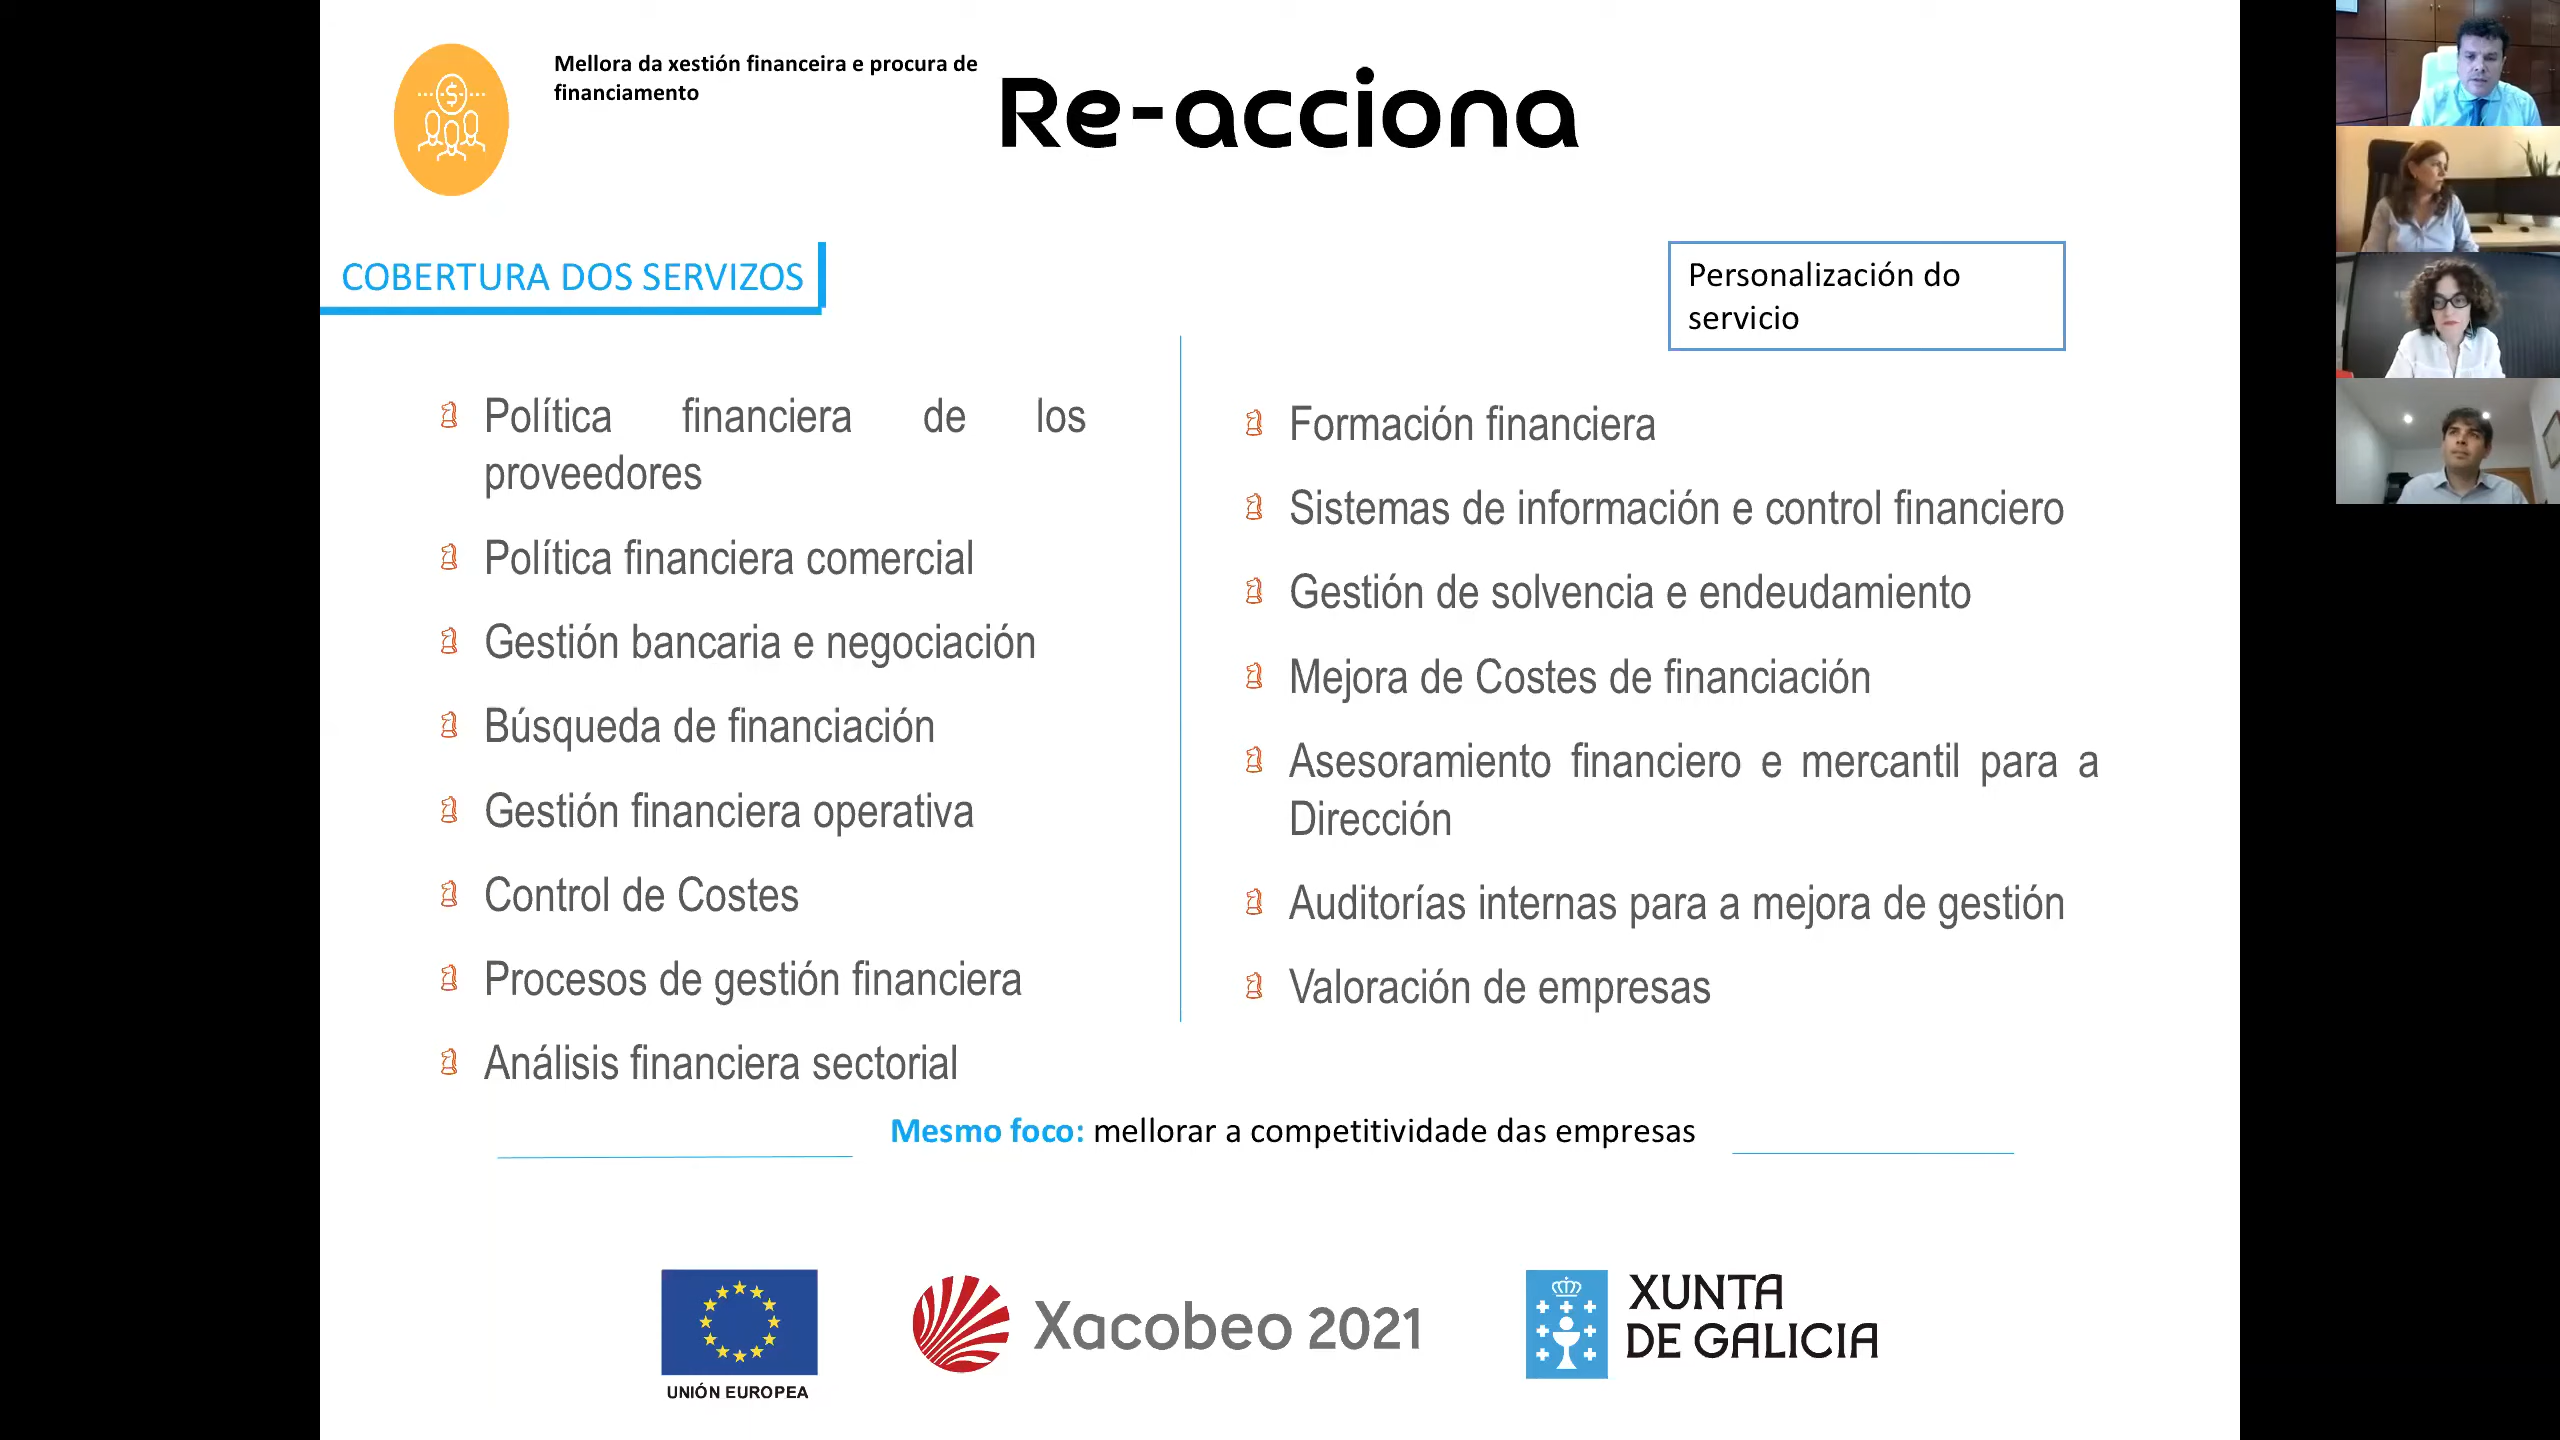 Mellora da xestión financeira e procura de
financiamento
Re-acciona
COBERTURA DOS SERVIZOS
Personalización do
servicio
Política financiera de los
proveedores
Política financiera comercial
Gestión bancaria e negociación
Búsqueda de financiación
Gestión financiera operativa
Control de Costes
Procesos de gestión financiera
Análisis financiera sectorial
Formación financiera
Sistemas de información e control financiero
Gestión de solvencia e endeudamiento
Mejora de Costes de financiación
Asesoramiento financiero e mercantil para a
Dirección
Auditorías internas para a mejora de gestión
Valoración de empresas
Mesmo foco: mellorar a competitividade das empresas
UNIÓN EUROPEA
Xacobeo 2021
XUNTA
DE GALICIA